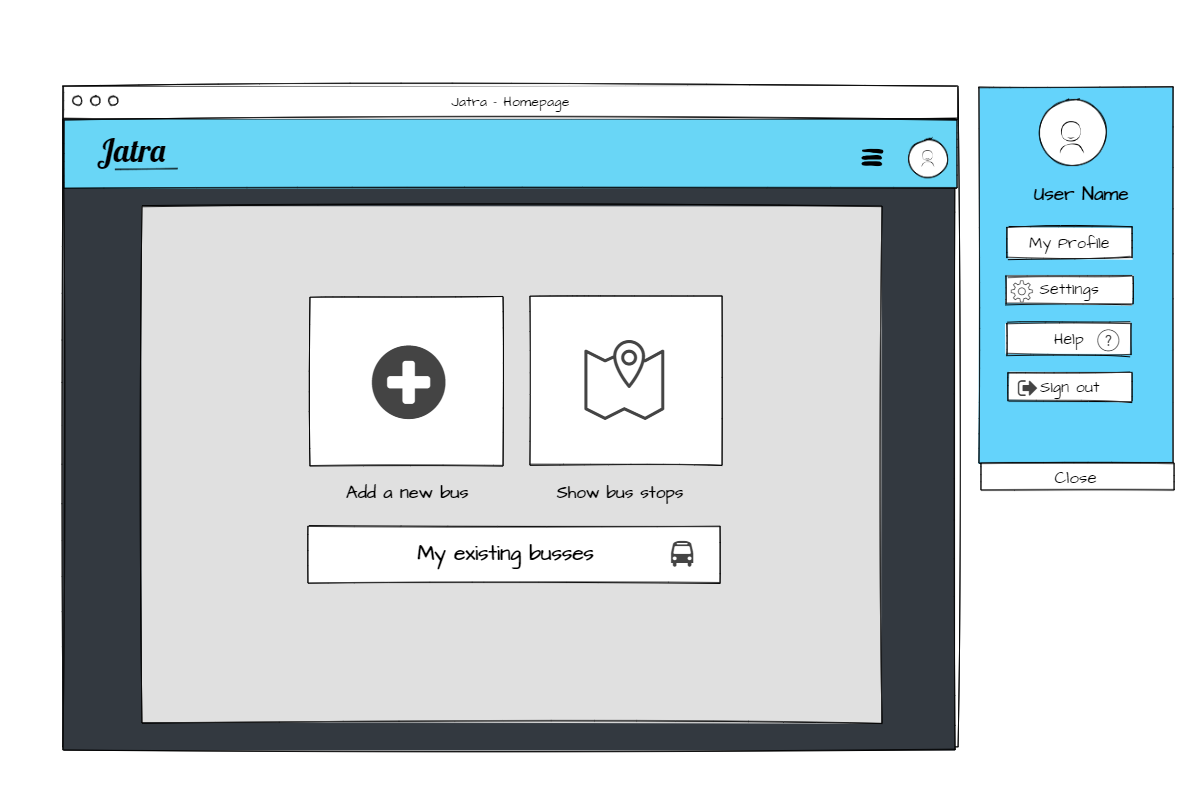 Jatra - Homepage
Jatra
Add a new bus
Show bus stops
My existing busses
User Name
My Profile
Settings
Help ?
Sign out
Close